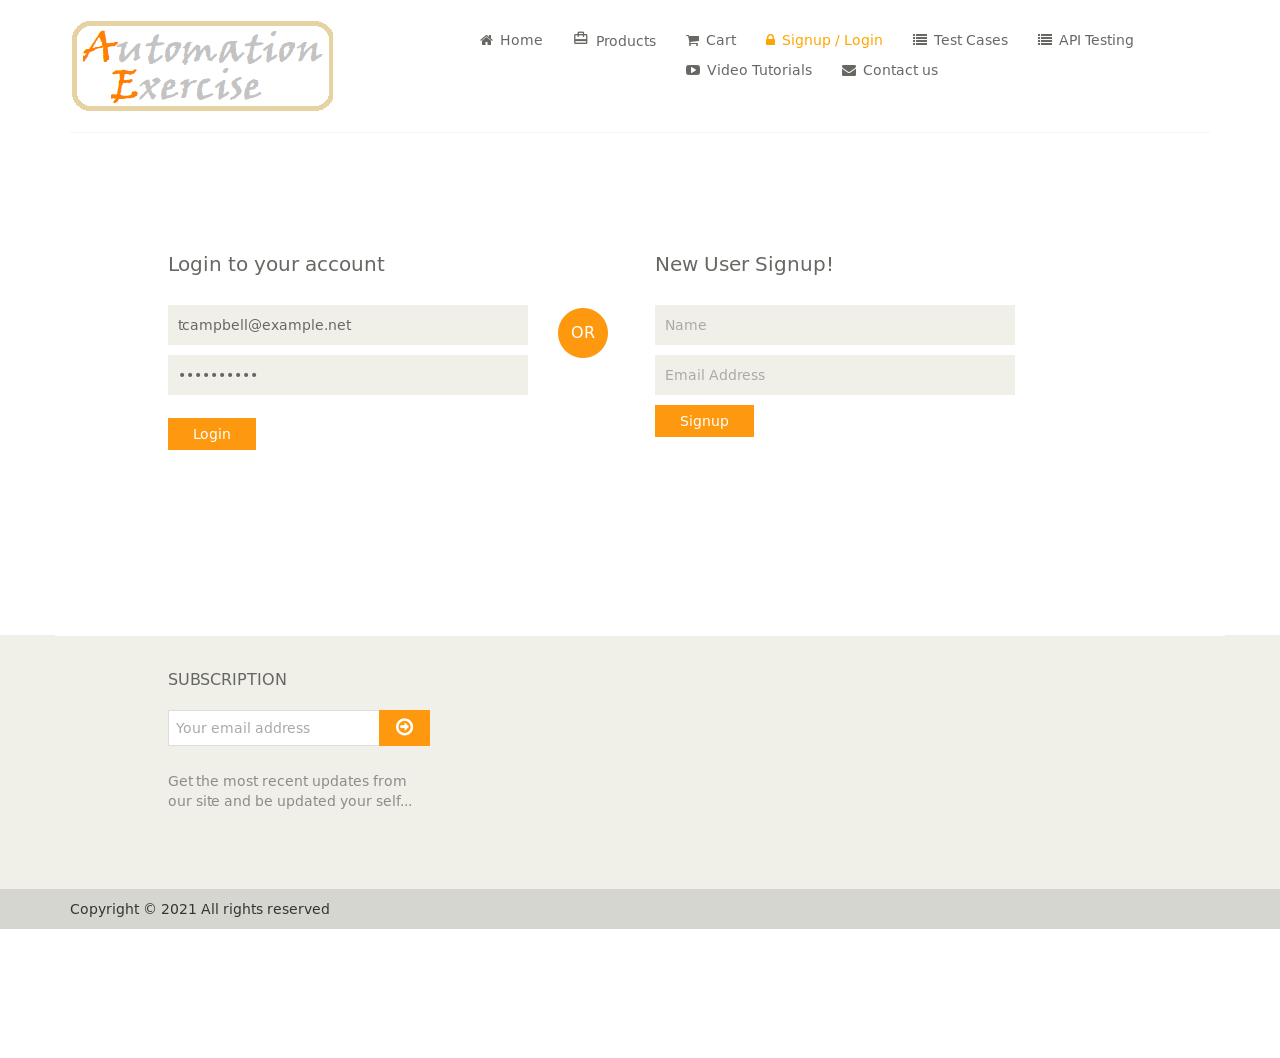 Automation
Exercise
Home
Products
Cart
Signup / Login
Test Cases
API Testing
Video Tutorials
Contact us
Login to your account
tcampbell@example.net
••••••••••
Login
OR
New User Signup!
Name
Email Address
Signup
SUBSCRIPTION
Your email address
Get the most recent updates from
our site and be updated your self...
Copyright © 2021 All rights reserved